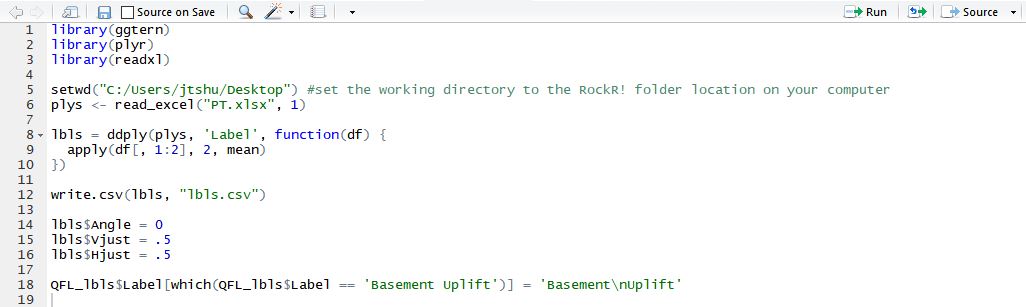 Source on Save Run Source
1 library(ggtern)
2 library(plyr)
3 library(readxl)
4
5 setwd("C:/Users/jtshu/Desktop") #set the working directory to the RockR! folder location on your computer
6 plys <- read_excel("PT.xlsx", 1)
7
8 lbls = ddply(plys, 'Label', function(df) {
9 apply(df[, 1:2], 2, mean)
10 })
11
12 write.csv(lbls, "lbls.csv")
13
14 lbls$Angle = 0
15 lbls$Vjust = .5
16 lbls$Hjust = .5
17
18 QFL_lbls$Label[which(QFL_lbls$Label == 'Basement Uplift')] = 'Basement\nUplift'
19